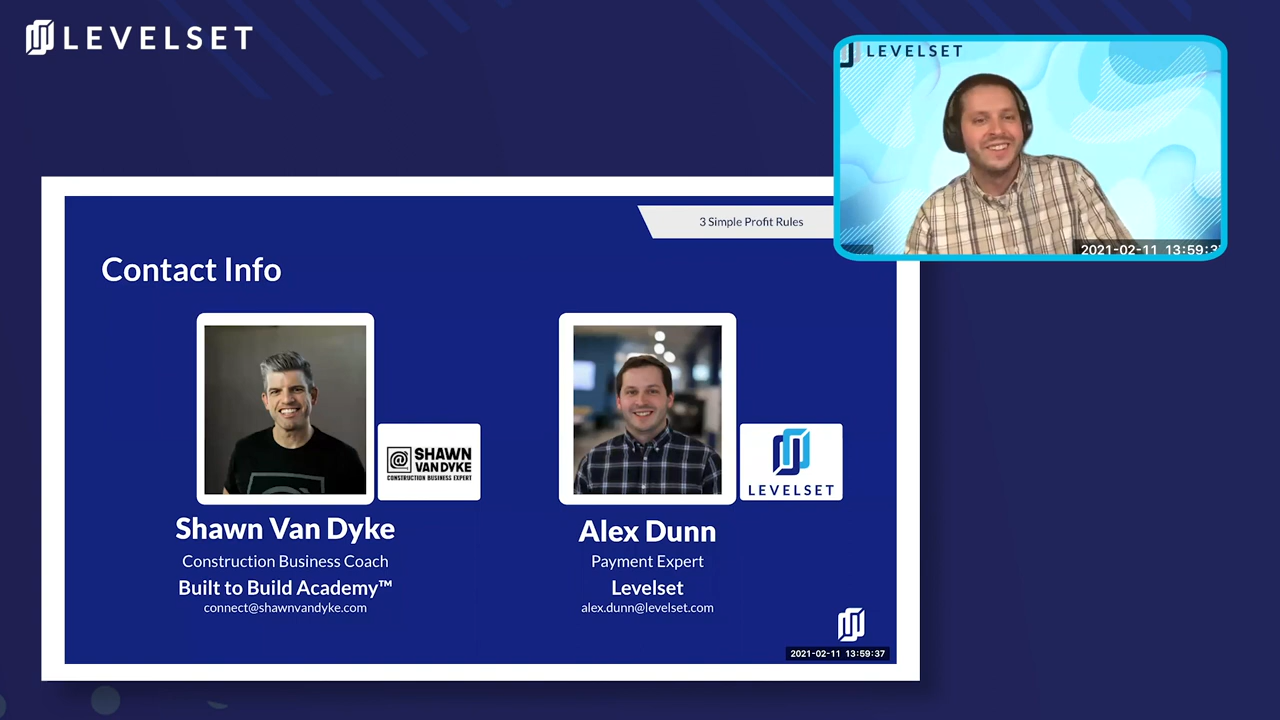 LEVELSET
LEVELSET
2021-02-11 13:59:37
3 Simple Profit Rules
Contact Info
@ SHAWN
VAN DYKE
CONSTRUCTION BUSINESS EXPERT
LEVELSET
Shawn Van Dyke
Construction Business Coach
Built to Build Academy™
connect@shawnvandyke.com
Alex Dunn
Payment Expert
Levelset
alex.dunn@levelset.com
2021-02-11 13:59:37